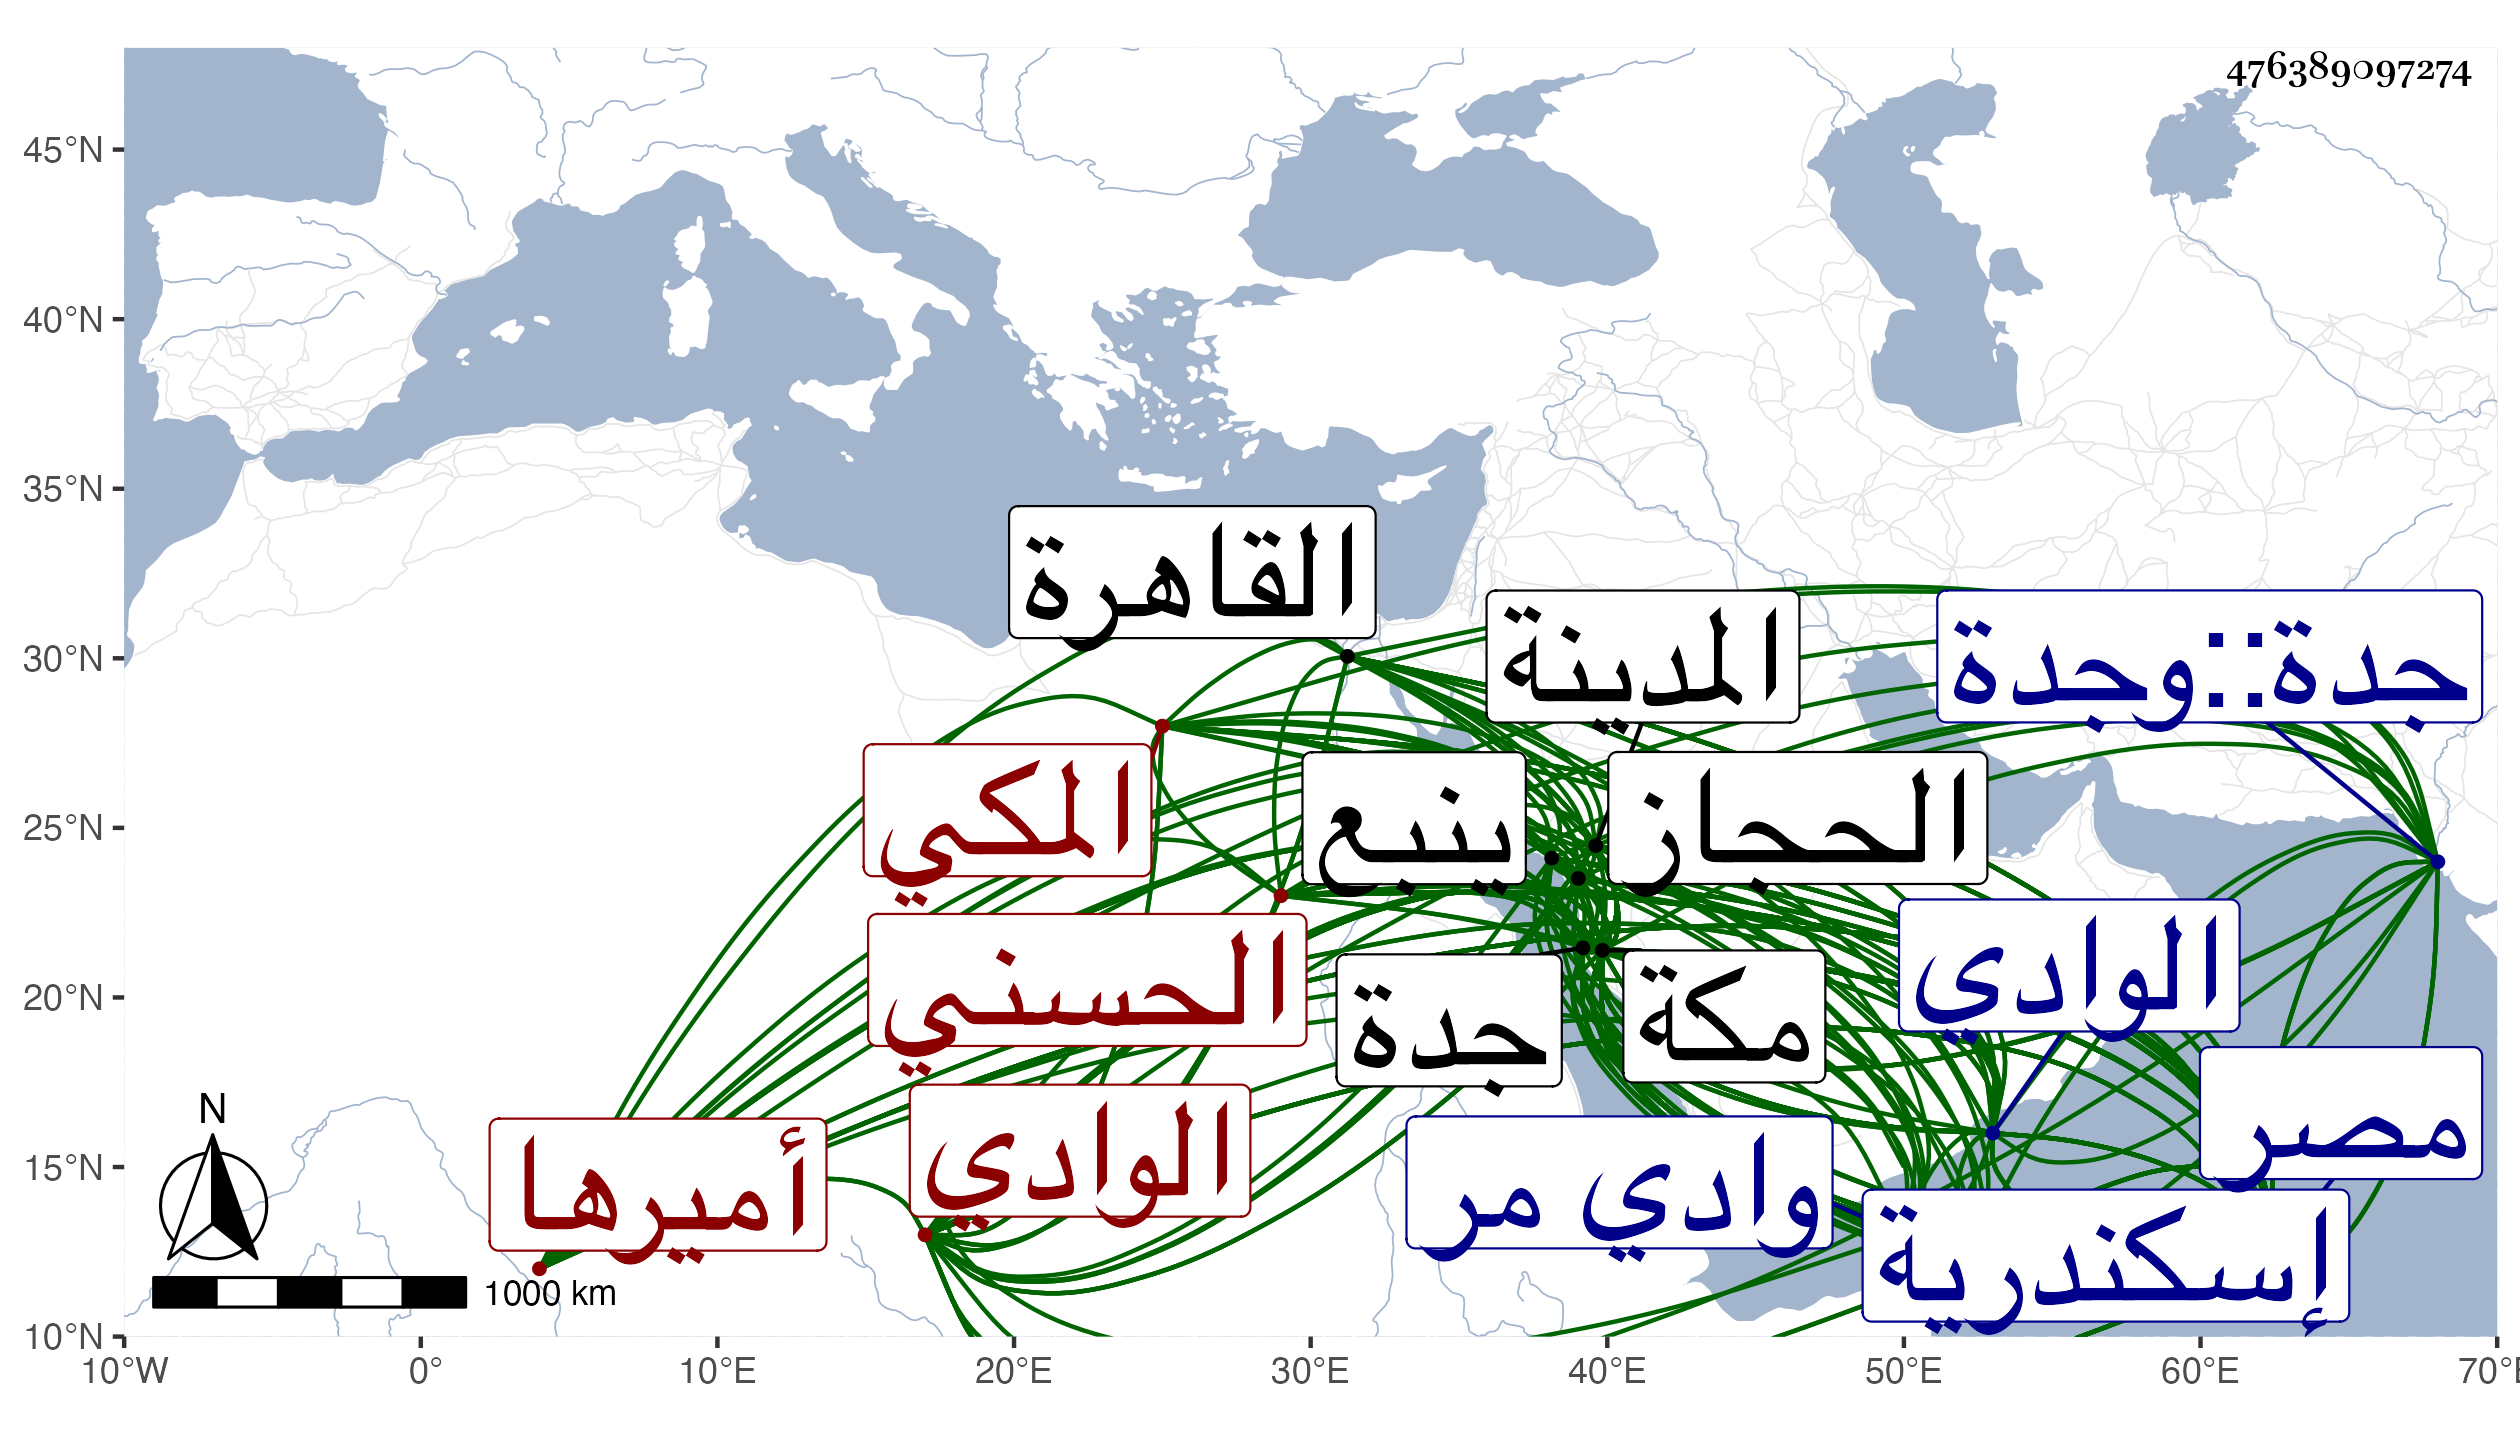 476389097274
45°N
40°N
35°N
30°N
25°N
20°N
15°N
10°N
القاهرة
المدينة
جدة::وجدة
المكي
ينبع
الحجاز
الحسني
جدة
مكة
الوادي
مصر
أميرها
الوادي
وادي مر
إسكندرية
N
1000 km
10°W
0°
10°E
20°E
30°E
40°E
50°E
60°E
70°E